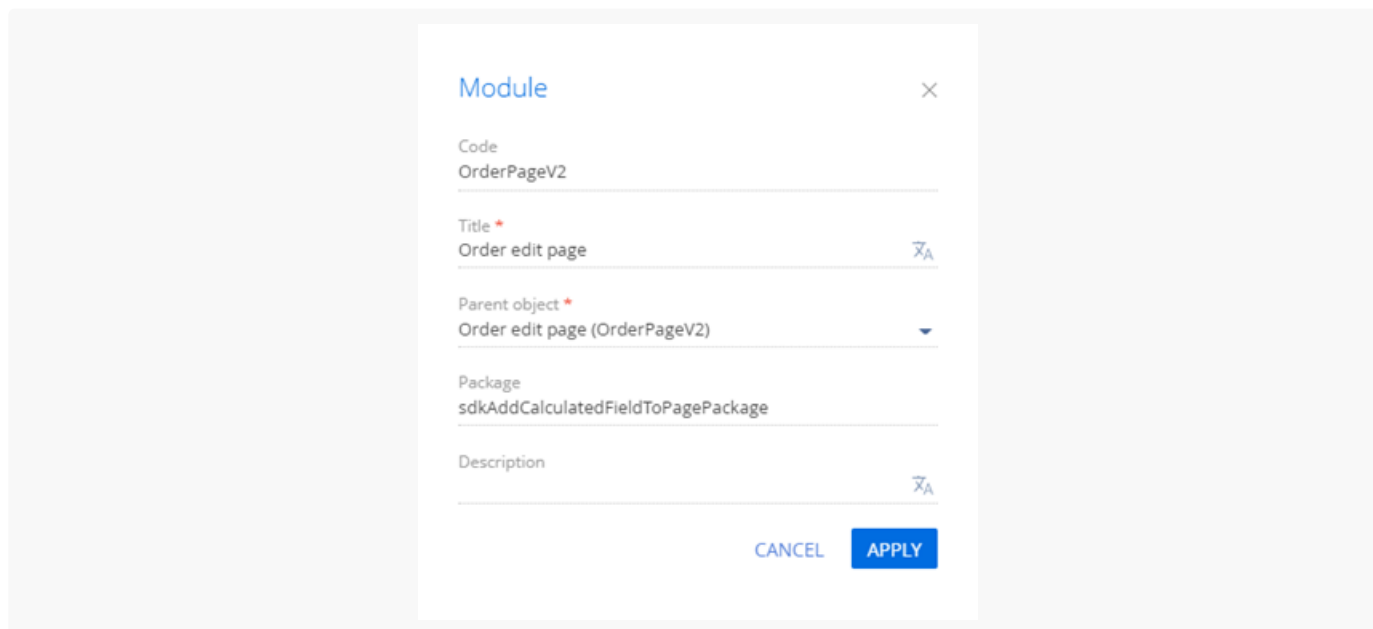 Module
Code
OrderPageV2
Title *
Order edit page
Parent object *
Order edit page (OrderPageV2)
Package
sdkAddCalculatedFieldToPagePackage
Description
CANCEL APPLY